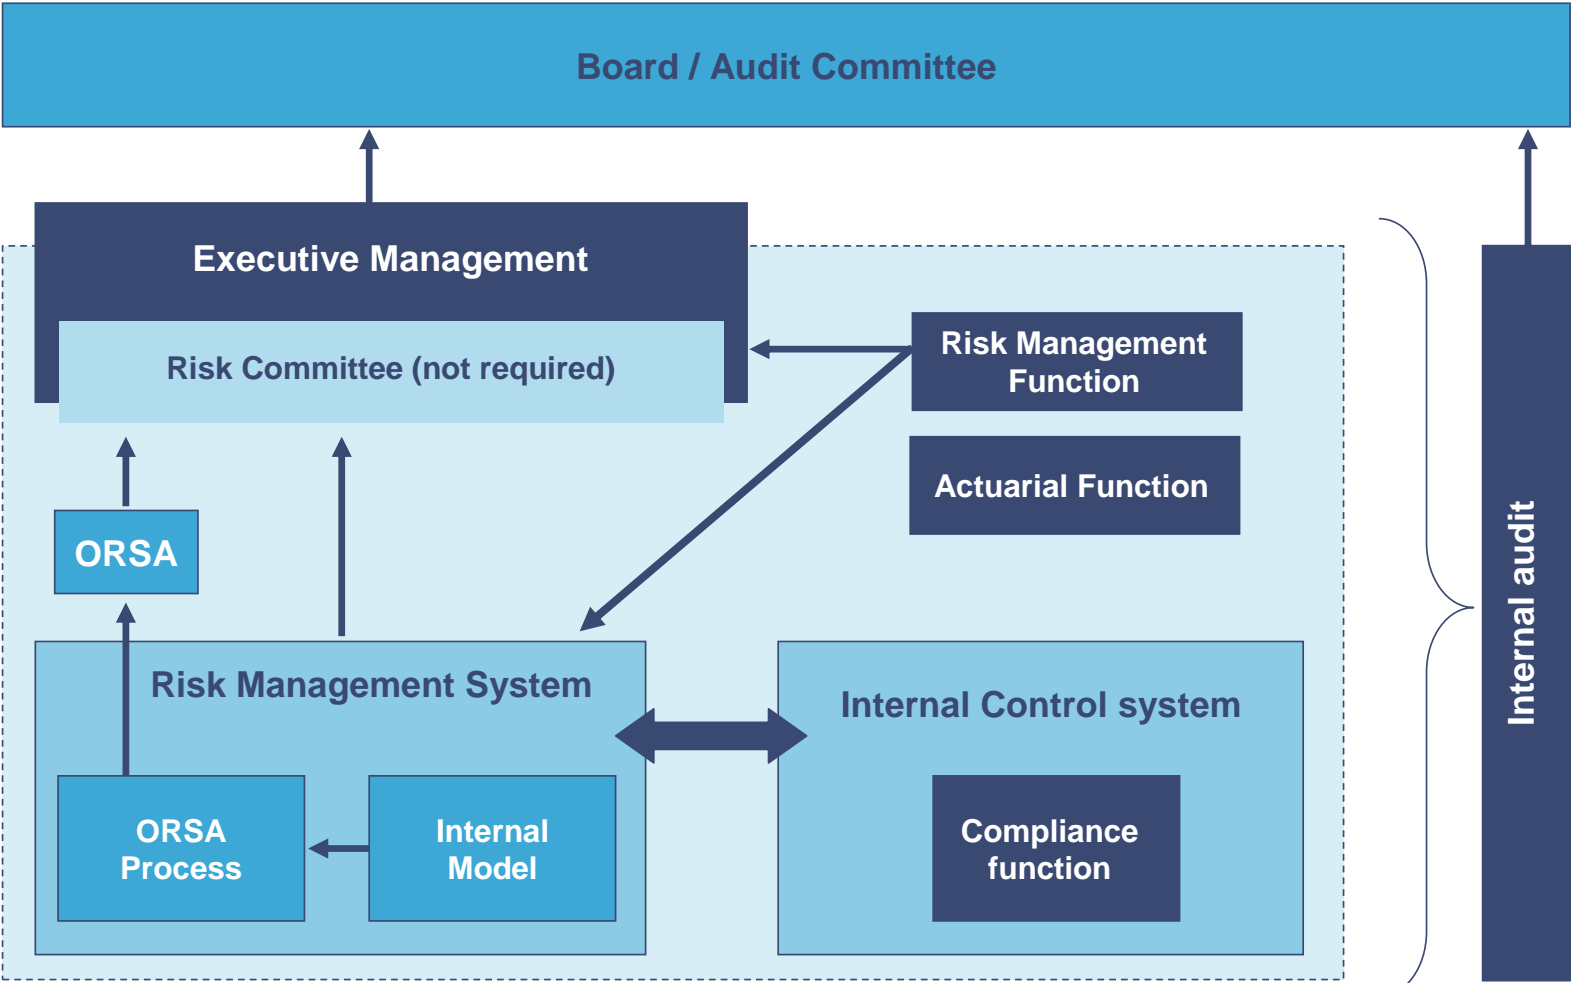 Board / Audit Committee
Executive Management
Risk Committee (not required)
Risk Management
Function
Actuarial Function
ORSA
Internal audit
Risk Management System
Internal Control system
ORSA
Process
Internal
Model
Compliance
function